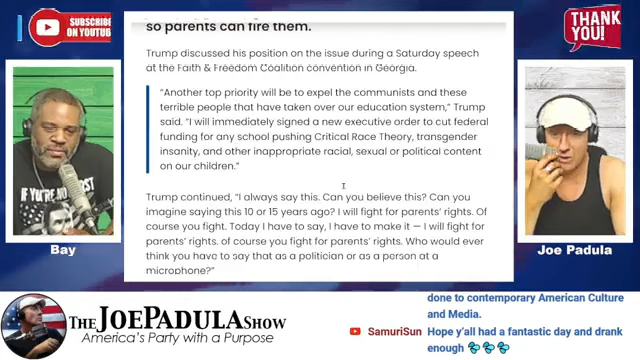 SUBSCRIBE
ON YOUTUBE
THANK
YOU!
so parents can fire them.
Trump discussed his position on the issue during a Saturday speech
at the Faith & Freedom Coalition convention in Georgia.
“Another top priority will be to expel the communists and these
terrible people that have taken over our education system,” Trump
said. “I will immediately signed a new executive order to cut federal
funding for any school pushing Critical Race Theory, transgender
insanity, and other inappropriate racial, sexual or political content
on our children.”
Trump continued, “I always say this. Can you believe this? Can you
imagine saying this 10 or 15 years ago? I will fight for parents’ rights. Of
course you fight. Today I have to say, I have to make it — I will fight for
parents’ rights. of course you fight for parents’ rights. Who would ever
think you have to say that as a politician or as a person at a
microphone?”
IF YOU'RE NOT
Bay
Joe Padula
THE JOEPADULA SHOW
America's Party with a Purpose
done to contemporary American Culture
and Media.
SamuriSun Hope y'all had a fantastic day and drank
enough